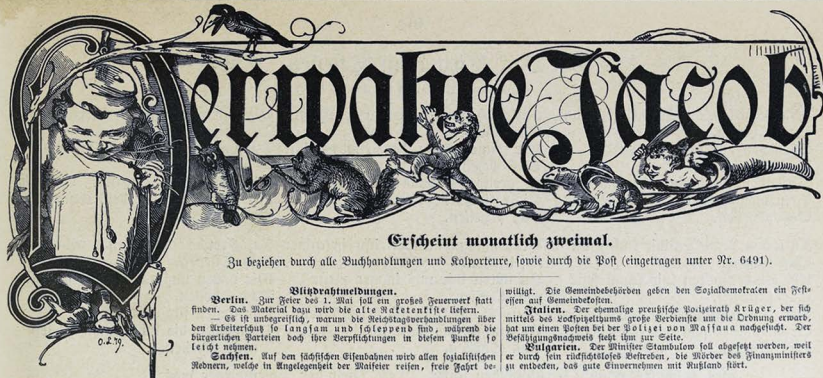 Der wahre Jacob
Erscheint monatlich zweimal.
Zu beziehen durch alle Buchhandlungen und Kolporteure, sowie durch die Post (eingetragen unter Nr. 6491).
Blitzdrahtmeldungen.
Berlin. Zur Feier des 1. Mai soll ein großes Feuerwerk statt
finden. Das Material dazu wird die alte Raketenkiste liefern.
— Es ist unbegreiflich, warum die Reichstagsverhandlungen über
den Arbeiterschutz so langsam und schleppend sind, während die
bürgerlichen Parteien doch ihre Verpflichtungen in diesem Punkte so
leicht nehmen.
Sachsen. Auf den sächsischen Eisenbahnen wird allen sozialistischen
Rednern, welche in Angelegenheit der Maifeier reisen, freie Fahrt be-
willigt. Die Gemeindebehörden geben den Sozialdemokraten ein Fest-
essen auf Gemeindekosten.
Italien. Der ehemalige preußische Polizeirath Krüger, der sich
mittels des Lockspitzelthums große Verdienste um die Ordnung erwarb,
hat um einen Posten bei der Polizei von Massaua nachgesucht. Der
Befähigungsnachweis steht ihm zur Seite.
Bulgarien. Der Minister Stambulow soll abgesetzt werden, weil
er durch sein rücksichtsloses Bestreben, die Mörder des Finanzministers
zu entdecken, das gute Einvernehmen mit Rußland stört.